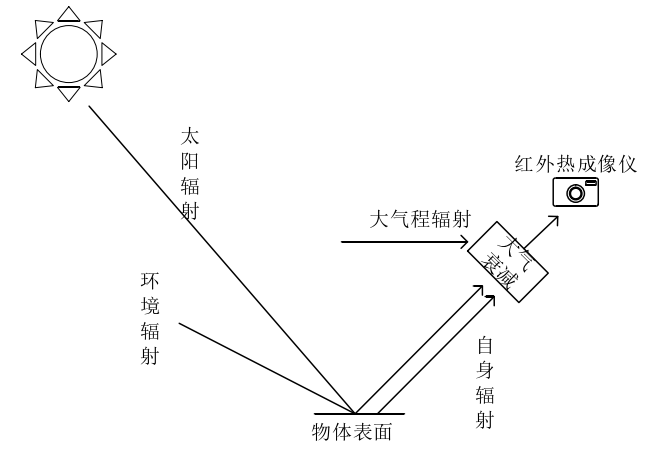 太阳辐射
红外热成像仪
大气程辐射
大气
衰减
环境辐射
自身辐射
物体表面